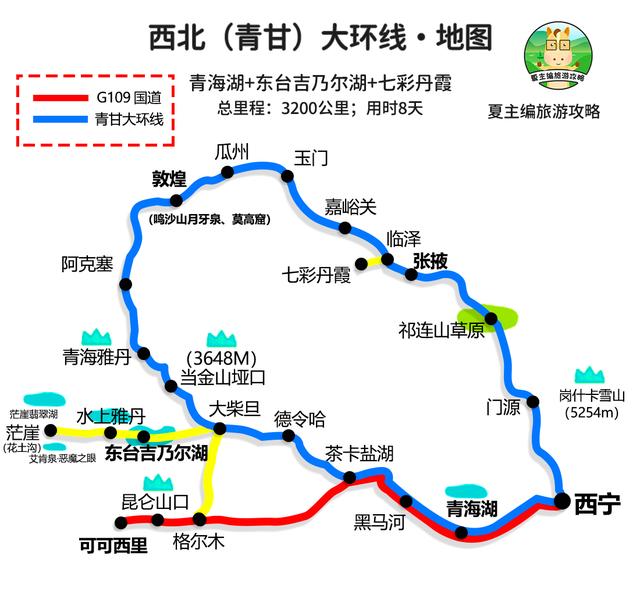 西北（青甘）大环线·地图
夏主编旅游攻略
G109 国道
青甘大环线
青海湖+东台吉乃尔湖+七彩丹霞
总里程：3200公里；用时8天
夏主编旅游攻略
瓜州
玉门
敦煌
(鸣沙山月牙泉、莫高窟)
嘉峪关
临泽
张掖
阿克塞
七彩丹霞
祁连山草原
青海雅丹
(3648M)
当金山垭口
岗什卡雪山
(5254m)
门源
茫崖翡翠湖
水上雅丹
大柴旦
德令哈
茫崖
(花土沟)
艾肯泉·恶魔之眼
东台吉乃尔湖
茶卡盐湖
昆仑山口
青海湖
西宁
黑马河
可可西里
格尔木